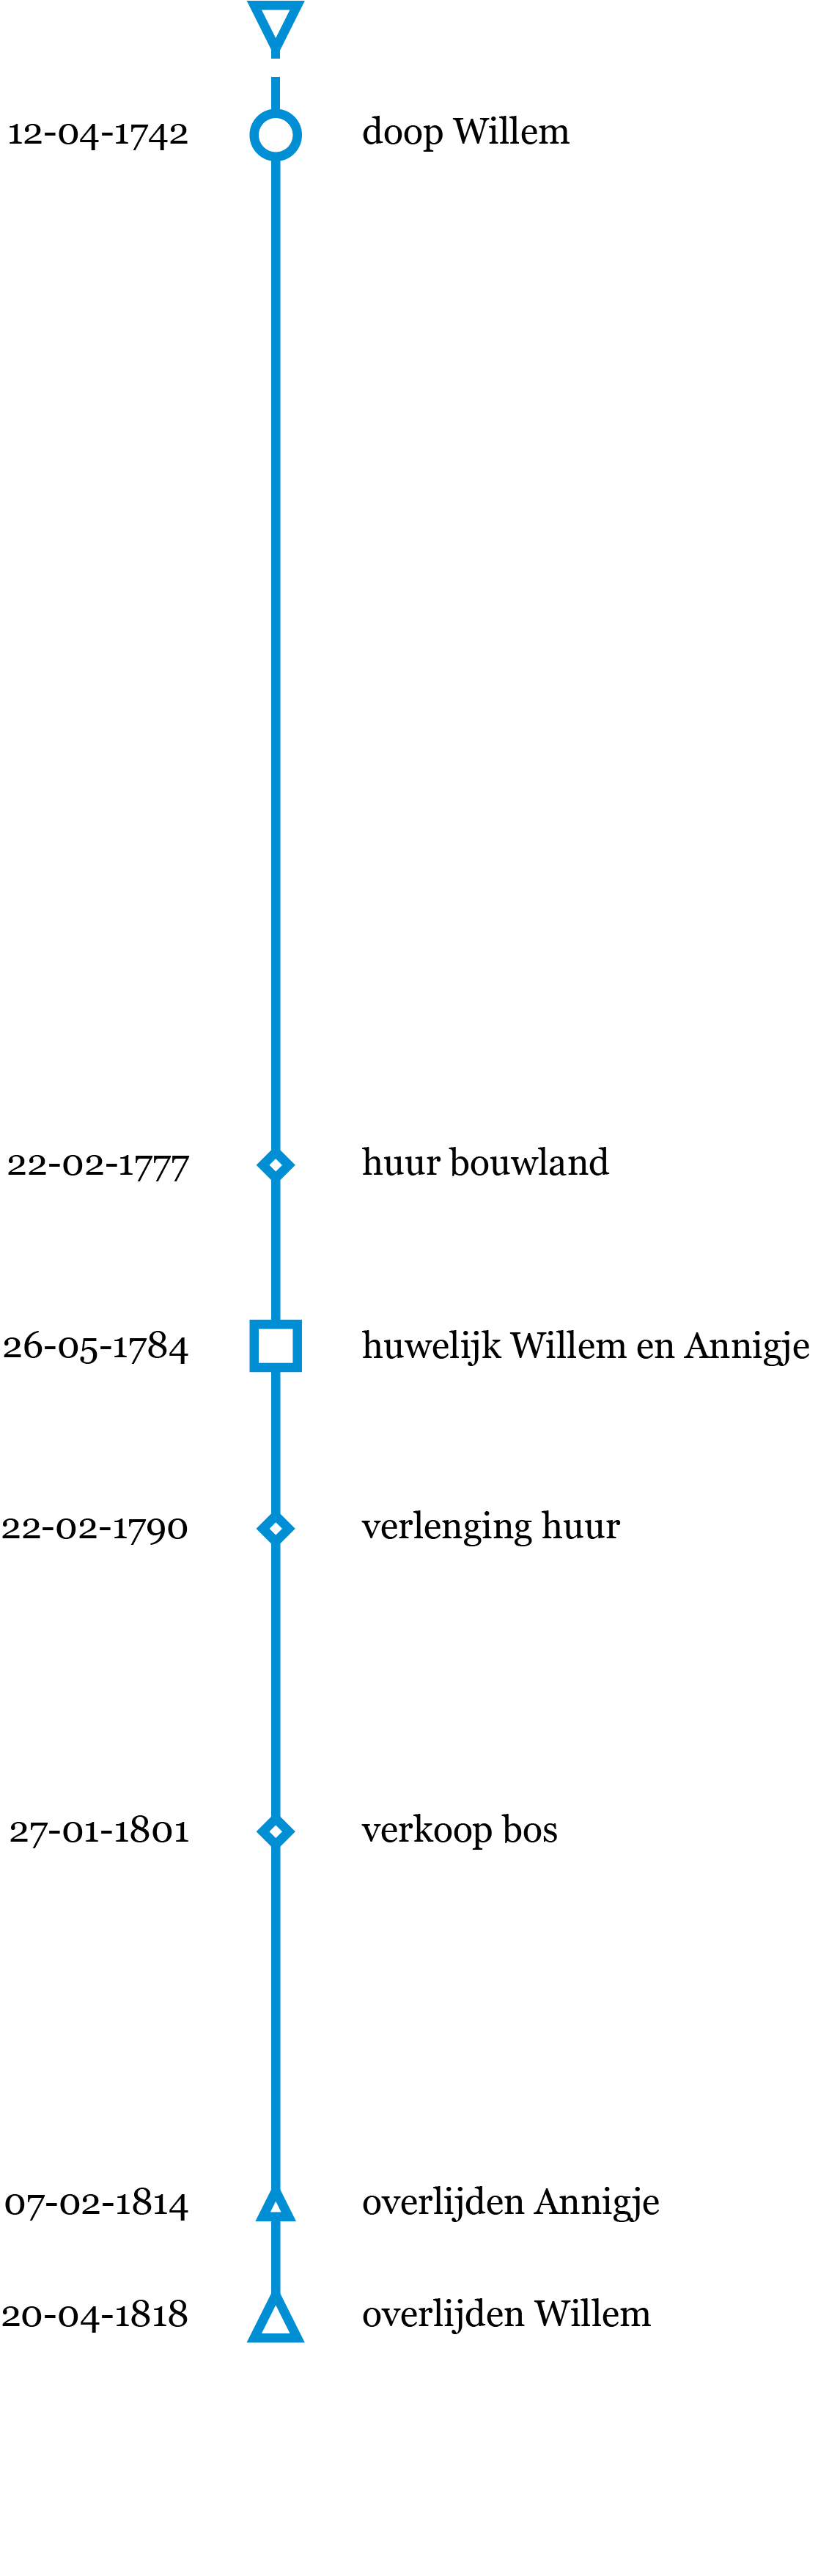 12-04-1742 doop Willem
22-02-1777 huur bouwland
26-05-1784 huwelijk Willem en Annigje
22-02-1790 verlenging huur
27-01-1801 verkoop bos
07-02-1814 overlijden Annigje
20-04-1818 overlijden Willem